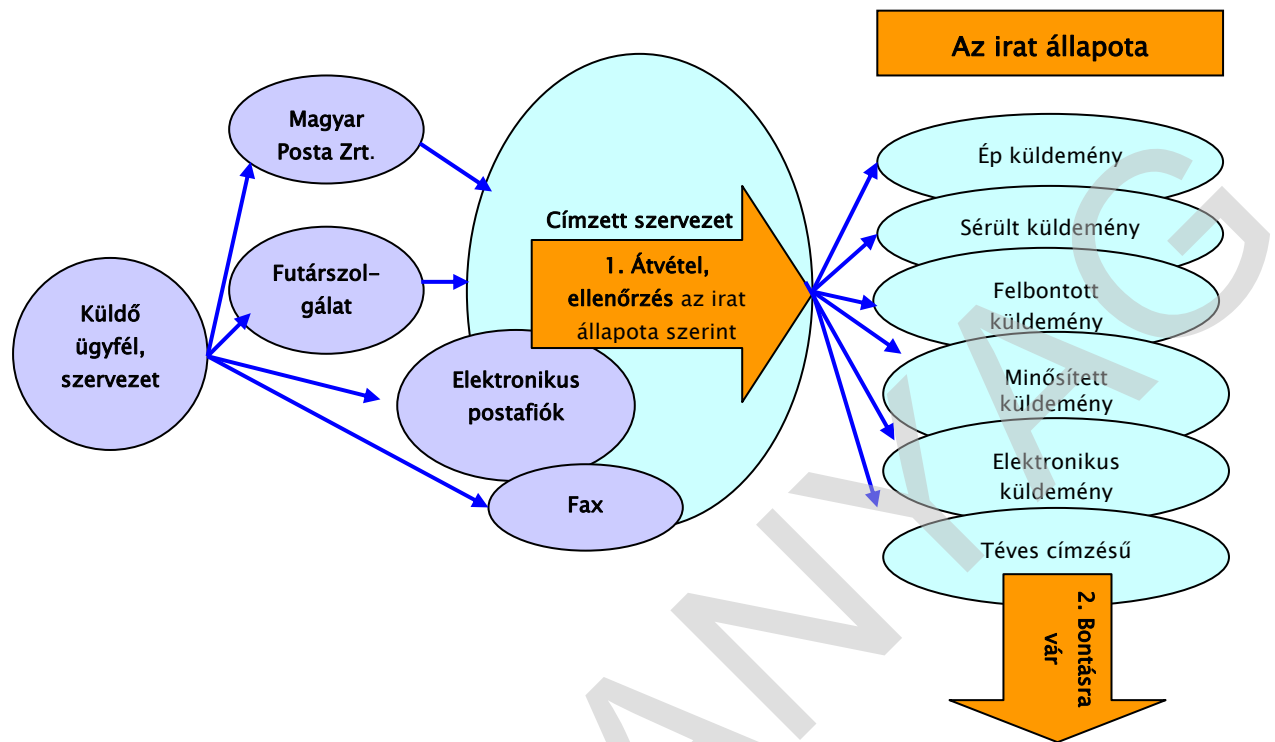 Az irat állapota
Magyar
Posta Zrt.
Futárszol-
gálat
Küldő
ügyfél,
szervezet
Elektronikus
postafiók
Fax
Címzett szervezet
1. Átvétel,
ellenőrzés az irat
állapota szerint
Ép küldemény
Sérült küldemény
Felbontott
küldemény
Minősített
küldemény
Elektronikus
küldemény
Téves címzésű
2. Bontásra
vár
ANYAG